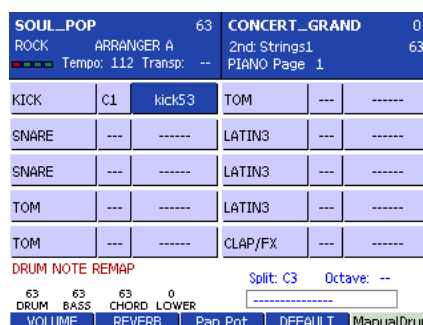 SOUL_POP 63
ROCK ARRANGER A
Tempo: 112 Transp: --
CONCERT_GRAND 0
2nd: Strings1 63
PIANO Page 1
KICK C1 kick53 TOM --- ------
SNARE --- ------ LATIN3 --- ------
SNARE --- ------ LATIN3 --- ------
TOM --- ------ LATIN3 --- ------
TOM --- ------ CLAP/FX --- ------
DRUM NOTE REMAP
Split: C3 Octave: --
63 63 63 0
DRUM BASS CHORD LOWER
--------------
VOLUME REVERB Pan Pot DEFAULT ManualDrum